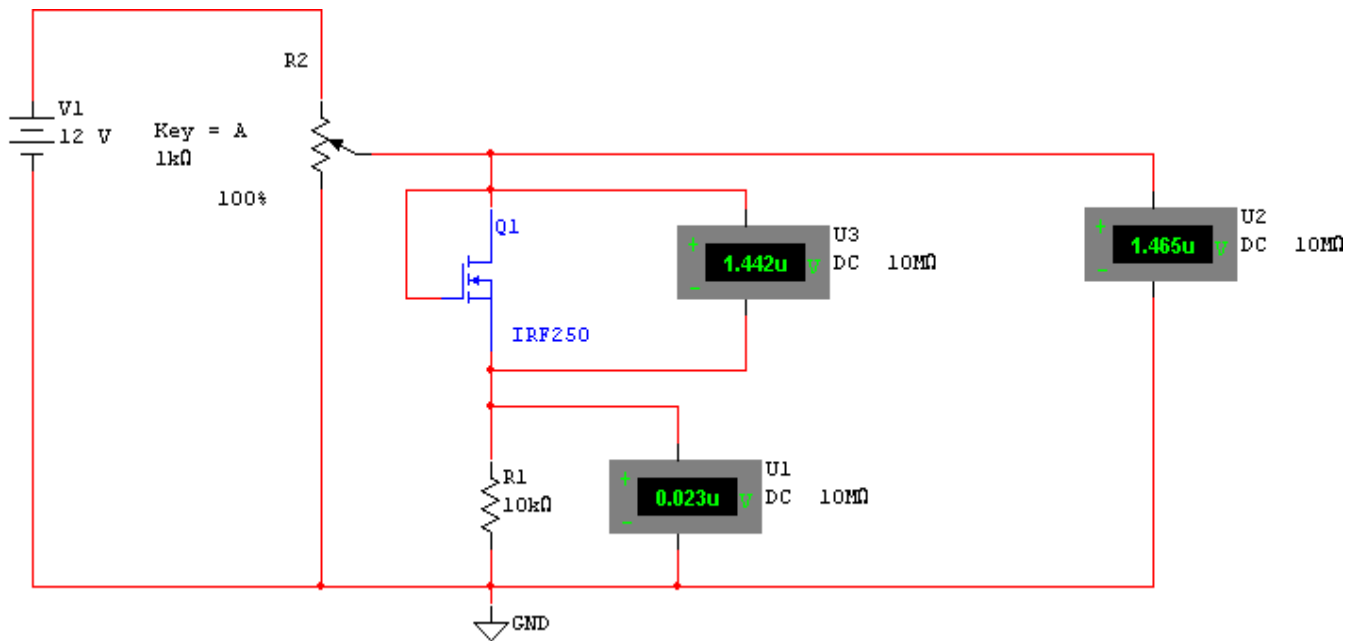 R2
V1
12 V
Key = A
1kΩ
100%
Q1
IRF250
+
1.442u V
-
U3
DC 10MΩ
+
1.465u V
-
U2
DC 10MΩ
R1
10kΩ
+
0.023u V
-
U1
DC 10MΩ
GND